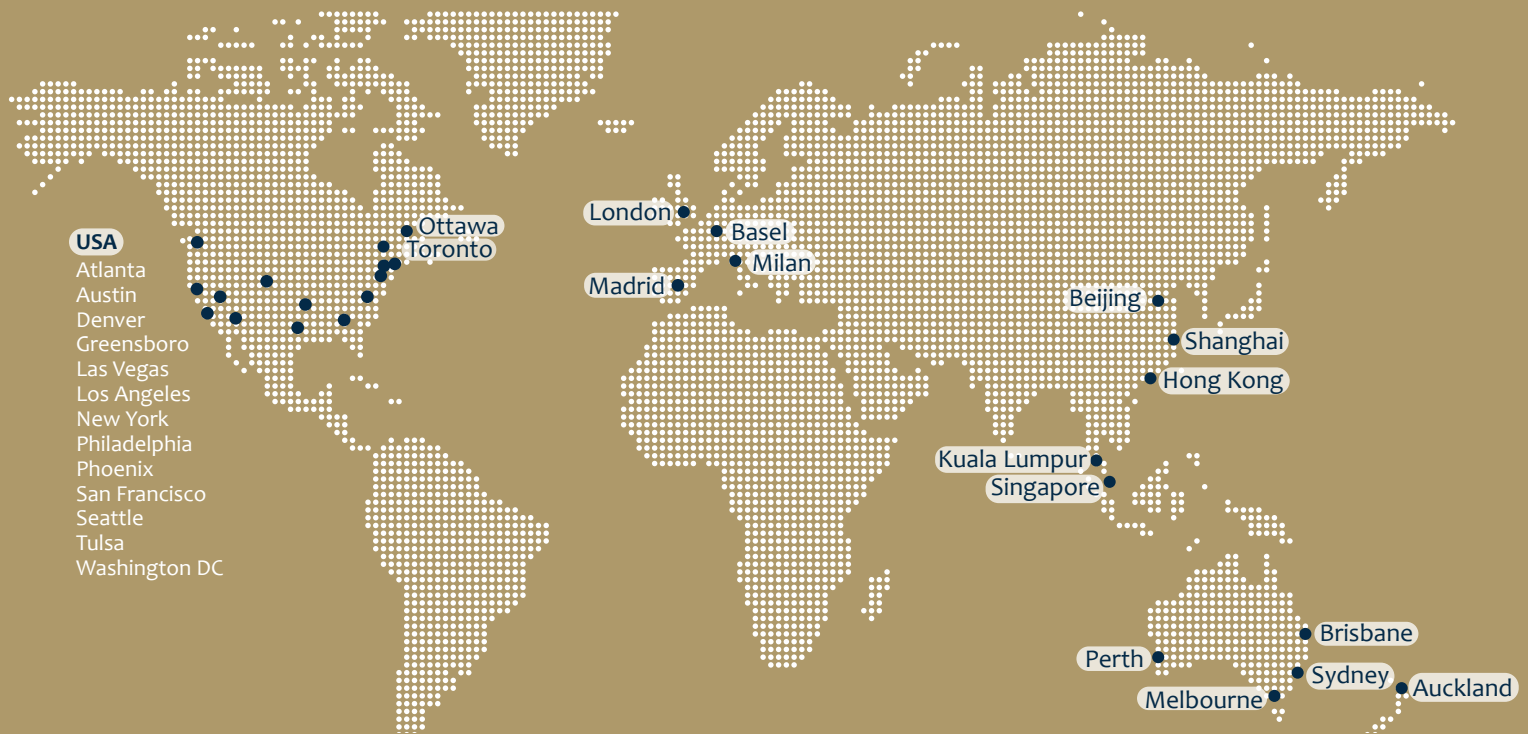 USA
Atlanta
Austin
Denver
Greensboro
Las Vegas
Los Angeles
New York
Philadelphia
Phoenix
San Francisco
Seattle
Tulsa
Washington DC
Ottawa
Toronto
London
Basel
Milan
Madrid
Beijing
Shanghai
Hong Kong
Kuala Lumpur
Singapore
Brisbane
Perth
Sydney
Melbourne
Auckland